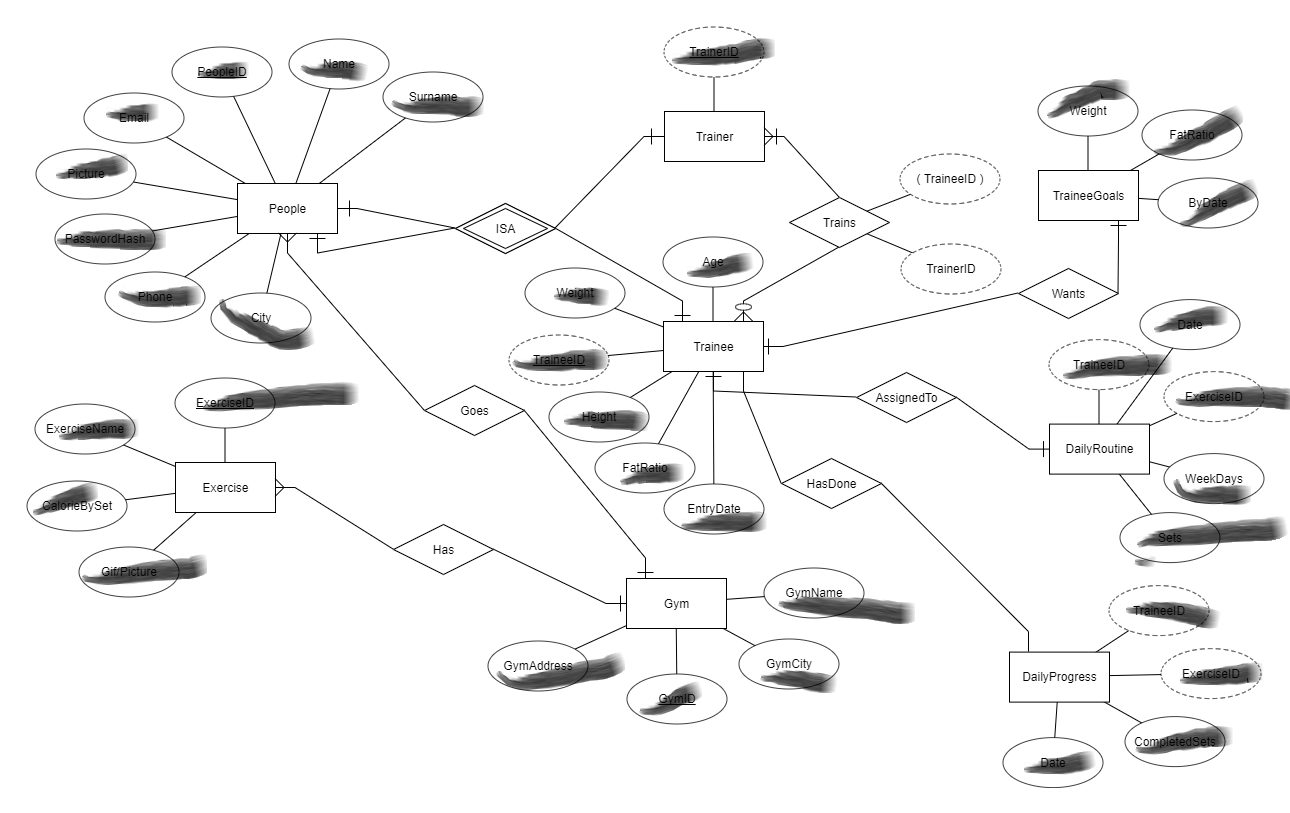 TrainerID
PeopleID
Name
Surname
Email
Weight
Trainer
FatRatio
Picture
( TraineeID )
TraineeGoals
ByDate
People
Trains
ISA
PasswordHash
Age
TrainerID
Phone
Weight
Wants
City
Date
Trainee
TraineeID
TraineeID
AssignedTo
ExerciseID
ExerciseID
Goes
Height
ExerciseName
DailyRoutine
FatRatio
WeekDays
Exercise
HasDone
CalorieBySet
EntryDate
Sets
Has
Gif/Picture
GymName
Gym
TraineeID
GymAddress
GymCity
ExerciseID
DailyProgress
GymID
CompletedSets
Date